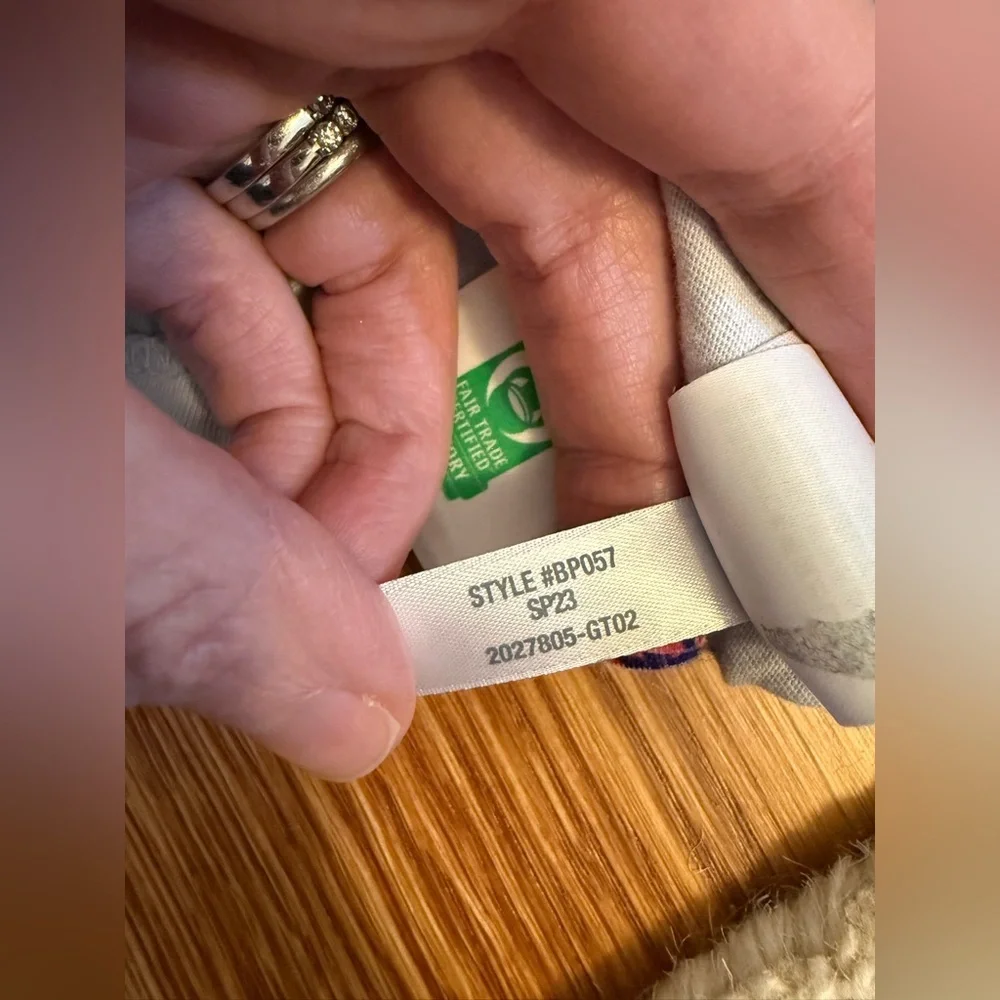 FAIR TRADE
CERTIFIED
STYLE #BP057
SP23
2027805-GT02